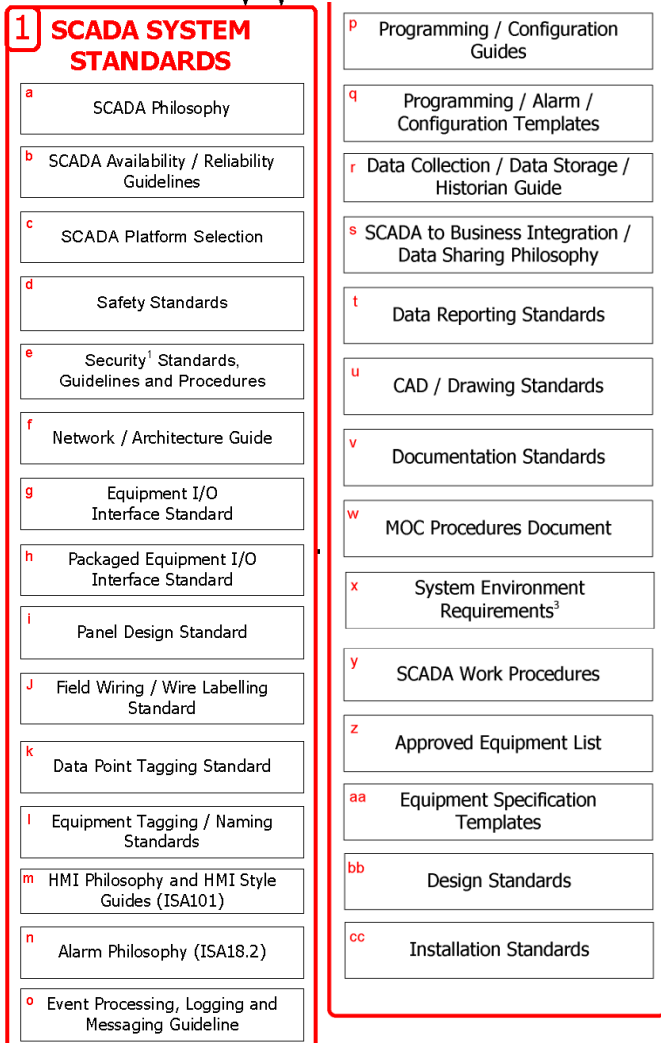 1
SCADA SYSTEM
STANDARDS
a
SCADA Philosophy
b
SCADA Availability / Reliability
Guidelines
c
SCADA Platform Selection
d
Safety Standards
e
Security¹ Standards,
Guidelines and Procedures
f
Network / Architecture Guide
g
Equipment I/O
Interface Standard
h
Packaged Equipment I/O
Interface Standard
i
Panel Design Standard
J
Field Wiring / Wire Labelling
Standard
k
Data Point Tagging Standard
l
Equipment Tagging / Naming
Standards
m
HMI Philosophy and HMI Style
Guides (ISA101)
n
Alarm Philosophy (ISA18.2)
o
Event Processing, Logging and
Messaging Guideline
p
Programming / Configuration
Guides
q
Programming / Alarm /
Configuration Templates
r
Data Collection / Data Storage /
Historian Guide
s
SCADA to Business Integration /
Data Sharing Philosophy
t
Data Reporting Standards
u
CAD / Drawing Standards
v
Documentation Standards
w
MOC Procedures Document
x
System Environment
Requirements³
y
SCADA Work Procedures
z
Approved Equipment List
aa
Equipment Specification
Templates
bb
Design Standards
cc
Installation Standards